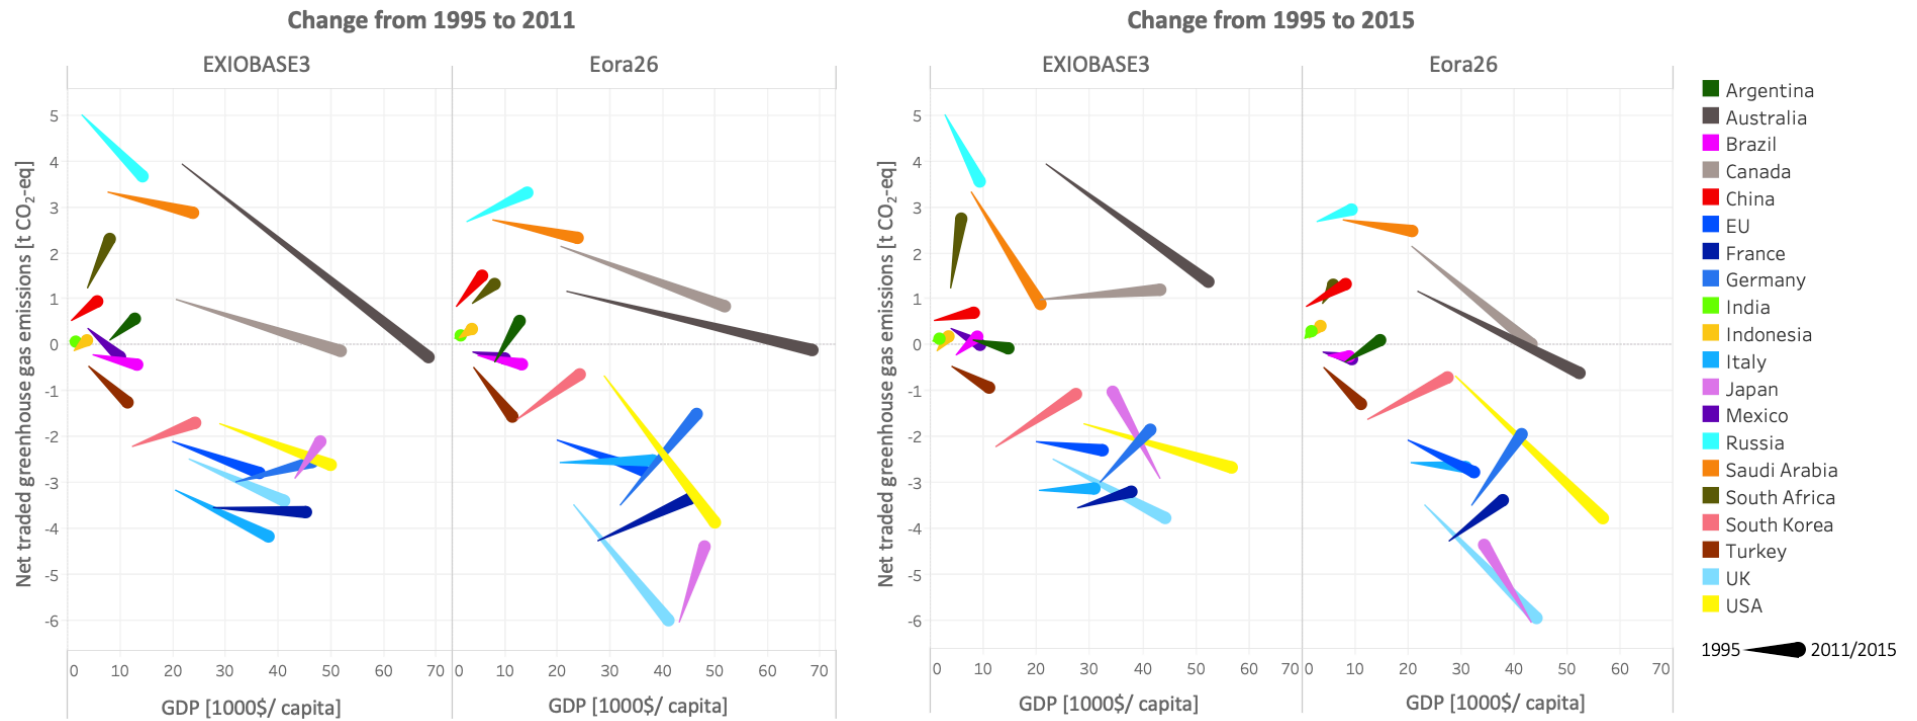 Change from 1995 to 2011
Change from 1995 to 2015
EXIOBASE3
Eora26
EXIOBASE3
Eora26
Net traded greenhouse gas emissions [t CO₂-eq]
5
4
3
2
1
0
-1
-2
-3
-4
-5
-6
0 10 20 30 40 50 60 70
0 10 20 30 40 50 60 70
GDP [1000$/ capita]
GDP [1000$/ capita]
Net traded greenhouse gas emissions [t CO₂-eq]
5
4
3
2
1
0
-1
-2
-3
-4
-5
-6
0 10 20 30 40 50 60 70
0 10 20 30 40 50 60 70
GDP [1000$/ capita]
GDP [1000$/ capita]
Argentina
Australia
Brazil
Canada
China
EU
France
Germany
India
Indonesia
Italy
Japan
Mexico
Russia
Saudi Arabia
South Africa
South Korea
Turkey
UK
USA
1995 2011/2015